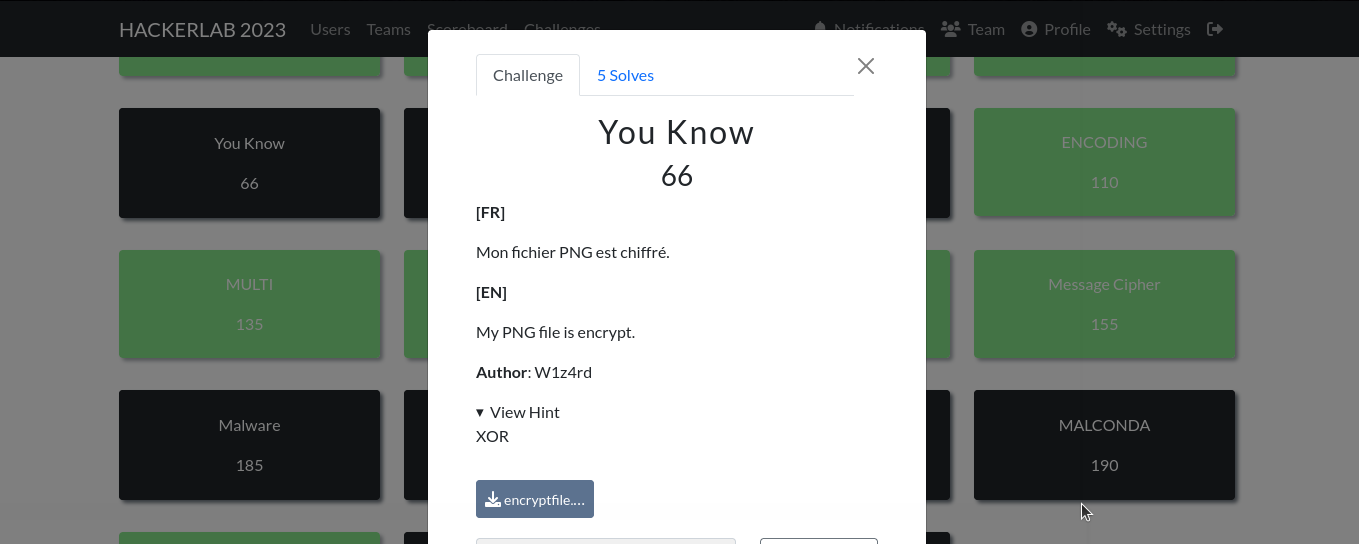 HACKERLAB 2023 Users Teams Scoreboard Challenges Notifications Team Profile Settings
Challenge 5 Solves
You Know
66
[FR]
Mon fichier PNG est chiffré.
[EN]
My PNG file is encrypt.
Author: W1z4rd
▾ View Hint
XOR
encryptfile....
You Know
66
ENCODING
110
MULTI
135
Message Cipher
155
Malware
185
MALCONDA
190